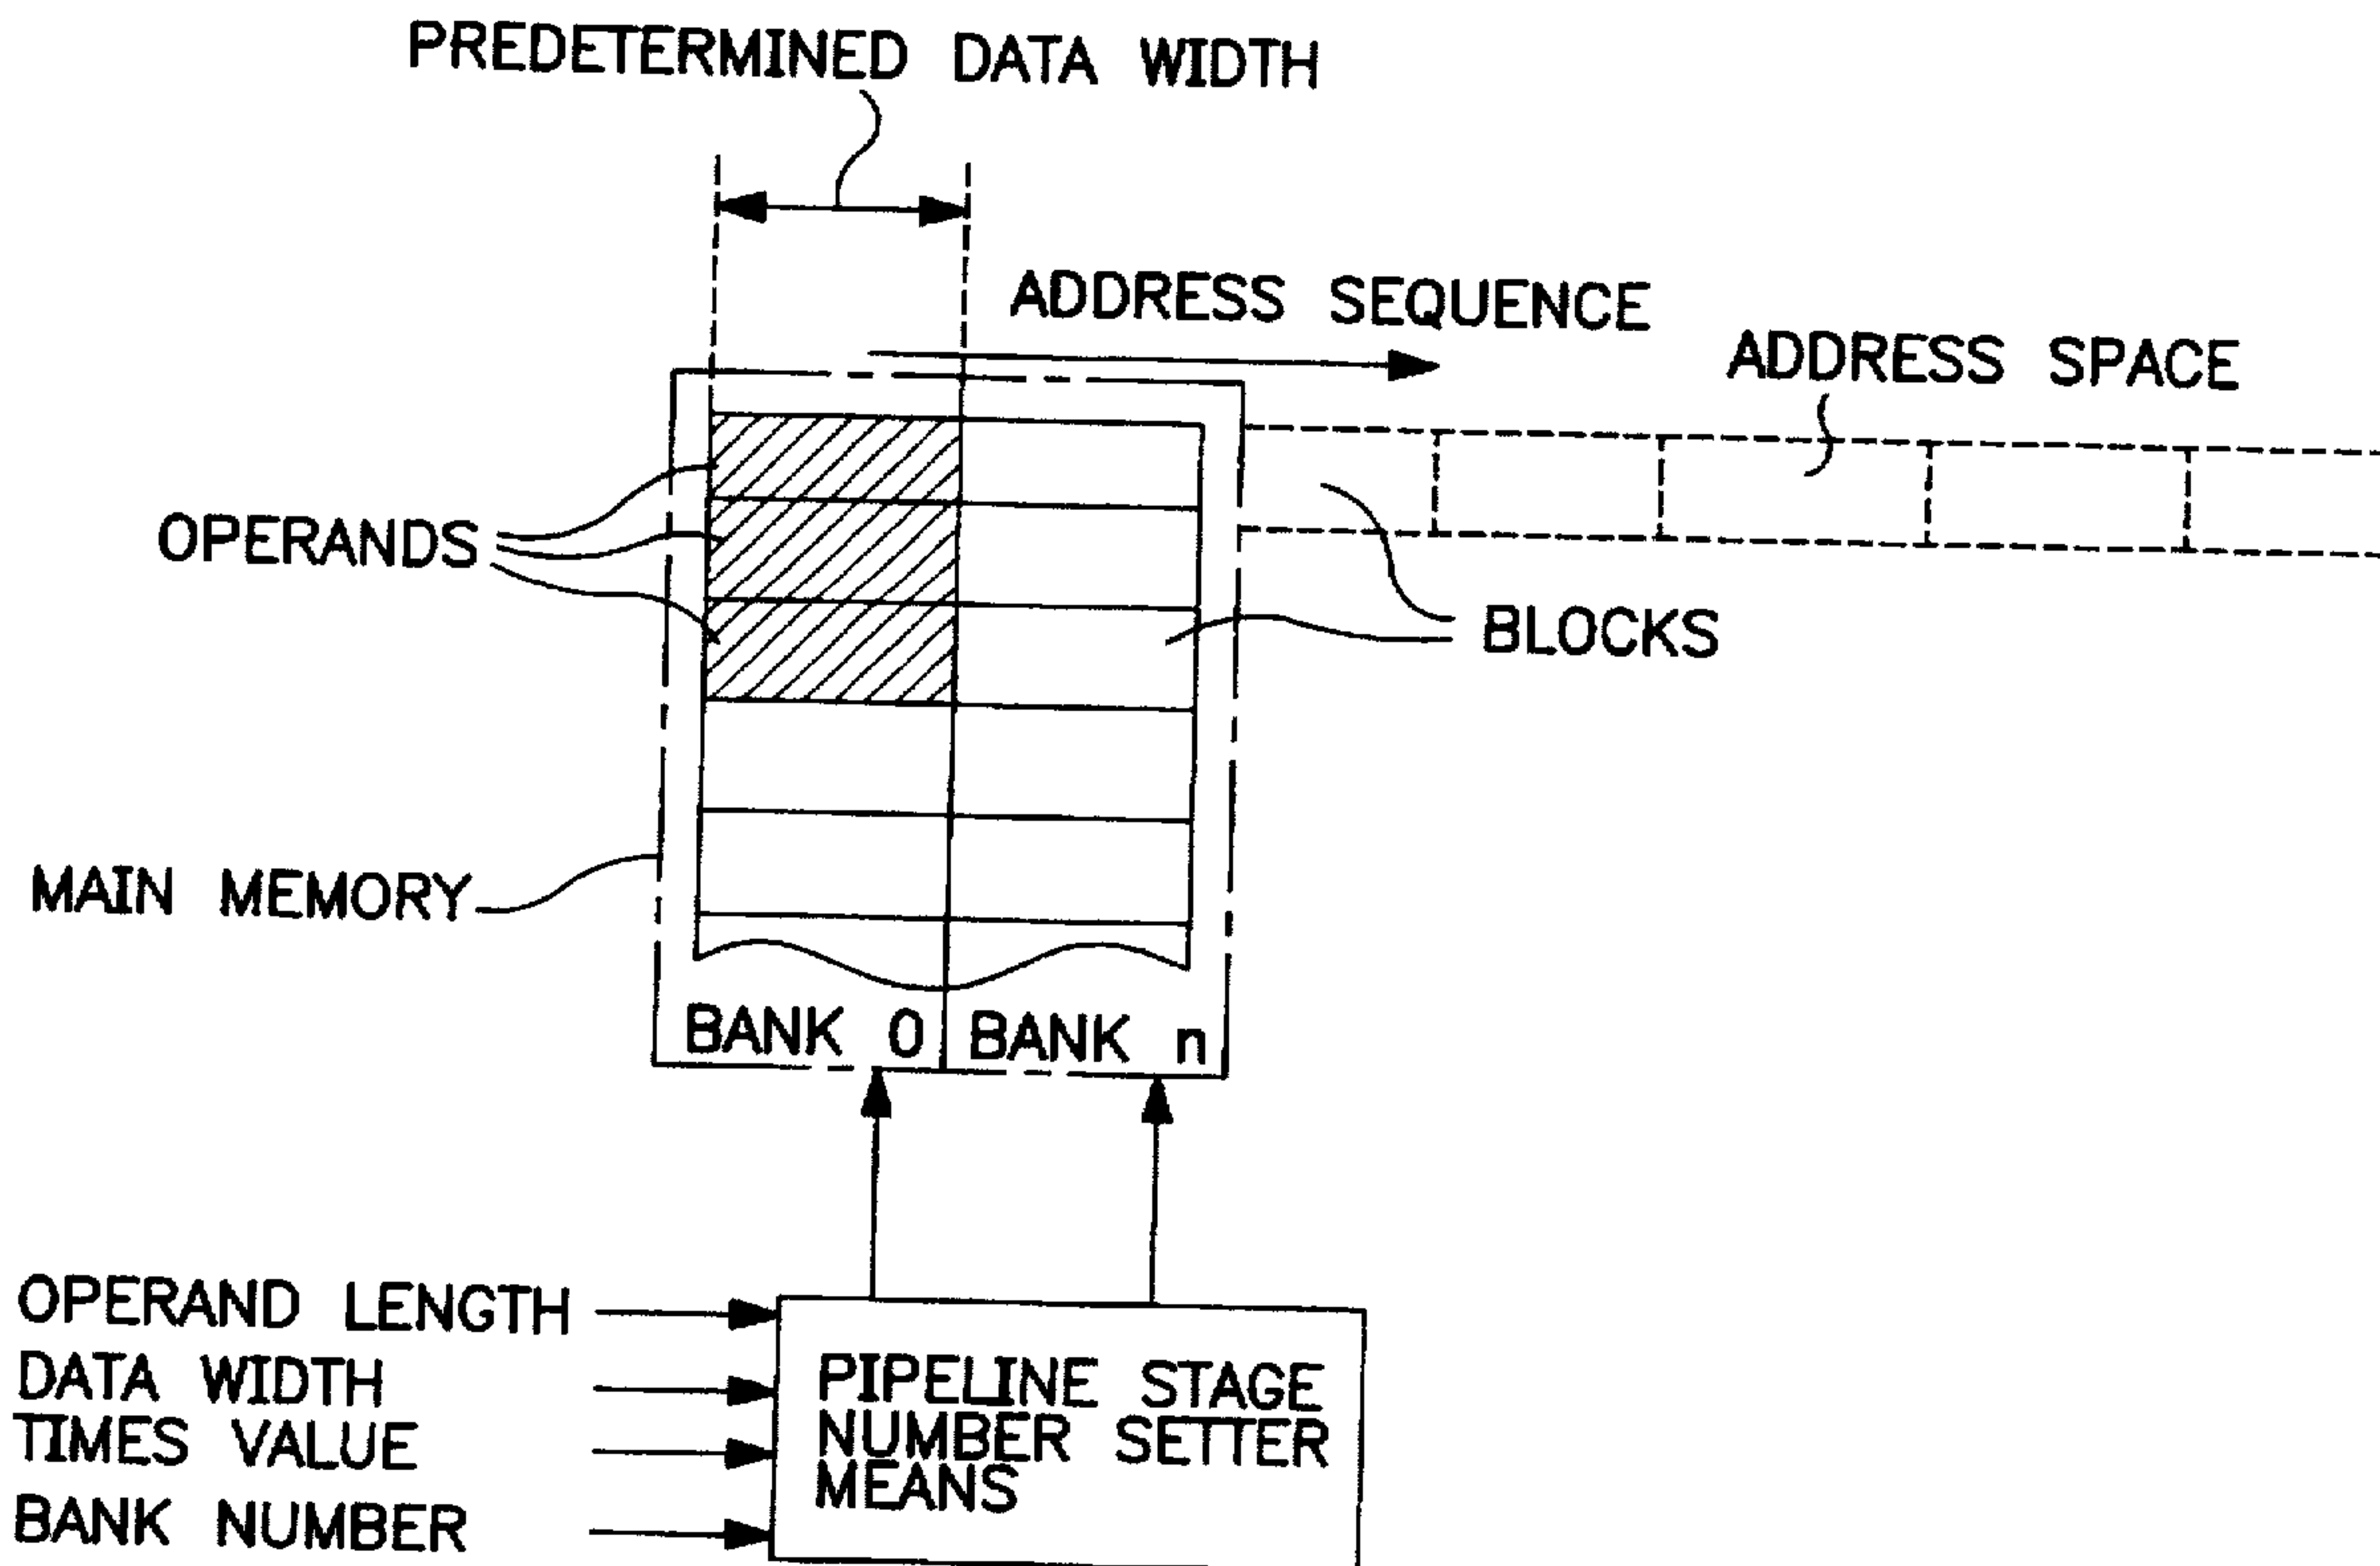 PREDETERMINED DATA WIDTH
ADDRESS SEQUENCE
ADDRESS SPACE
OPERANDS
BLOCKS
MAIN MEMORY
BANK 0
BANK n
OPERAND LENGTH
DATA WIDTH
TIMES VALUE
BANK NUMBER
PIPELINE STAGE
NUMBER SETTER
MEANS